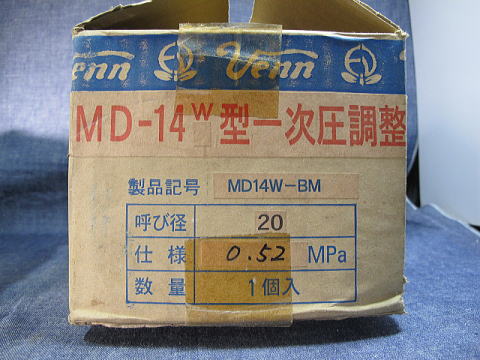 Venn Venn
MD-14W型一次圧調整
製品記号 MD14W-BM
呼び径 20
仕様 0.52 MPa
数量 1個入